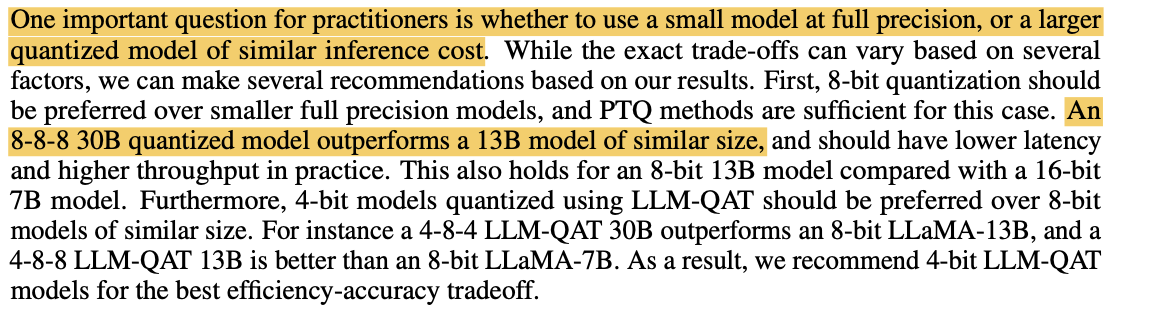 One important question for practitioners is whether to use a small model at full precision, or a larger
quantized model of similar inference cost. While the exact trade-offs can vary based on several
factors, we can make several recommendations based on our results. First, 8-bit quantization should
be preferred over smaller full precision models, and PTQ methods are sufficient for this case. An
8-8-8 30B quantized model outperforms a 13B model of similar size, and should have lower latency
and higher throughput in practice. This also holds for an 8-bit 13B model compared with a 16-bit
7B model. Furthermore, 4-bit models quantized using LLM-QAT should be preferred over 8-bit
models of similar size. For instance a 4-8-4 LLM-QAT 30B outperforms an 8-bit LLaMA-13B, and a
4-8-8 LLM-QAT 13B is better than an 8-bit LLaMA-7B. As a result, we recommend 4-bit LLM-QAT
models for the best efficiency-accuracy tradeoff.